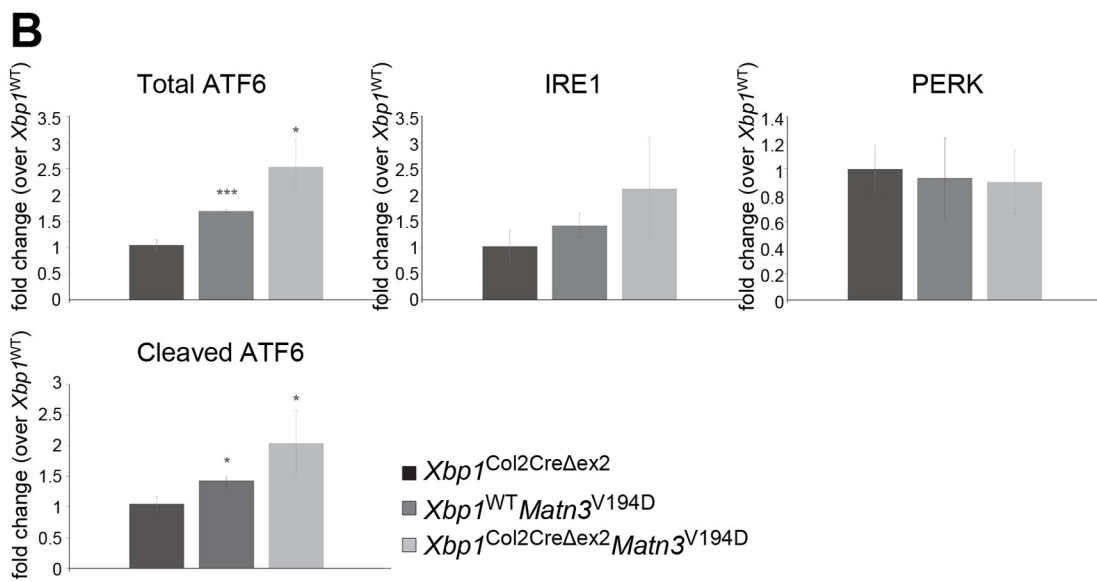 B
Total ATF6
fold change (over Xbp1WT)
3.5
3
2.5
2
1.5
1
0.5
0
***
*
IRE1
fold change (over Xbp1WT)
3.5
3
2.5
2
1.5
1
0.5
0
PERK
fold change (over Xbp1WT)
1.4
1.2
1
0.8
0.6
0.4
0.2
0
Cleaved ATF6
fold change (over Xbp1WT)
3
2.5
2
1.5
1
0.5
0
*
*
Xbp1Col2CreΔex2
Xbp1WTMatn3V194D
Xbp1Col2CreΔex2Matn3V194D